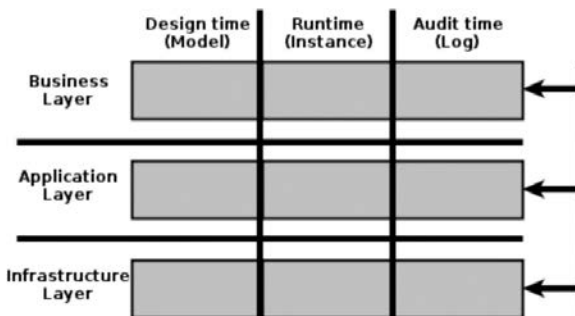 Design time
(Model)
Runtime
(Instance)
Audit time
(Log)
Business
Layer
Application
Layer
Infrastructure
Layer